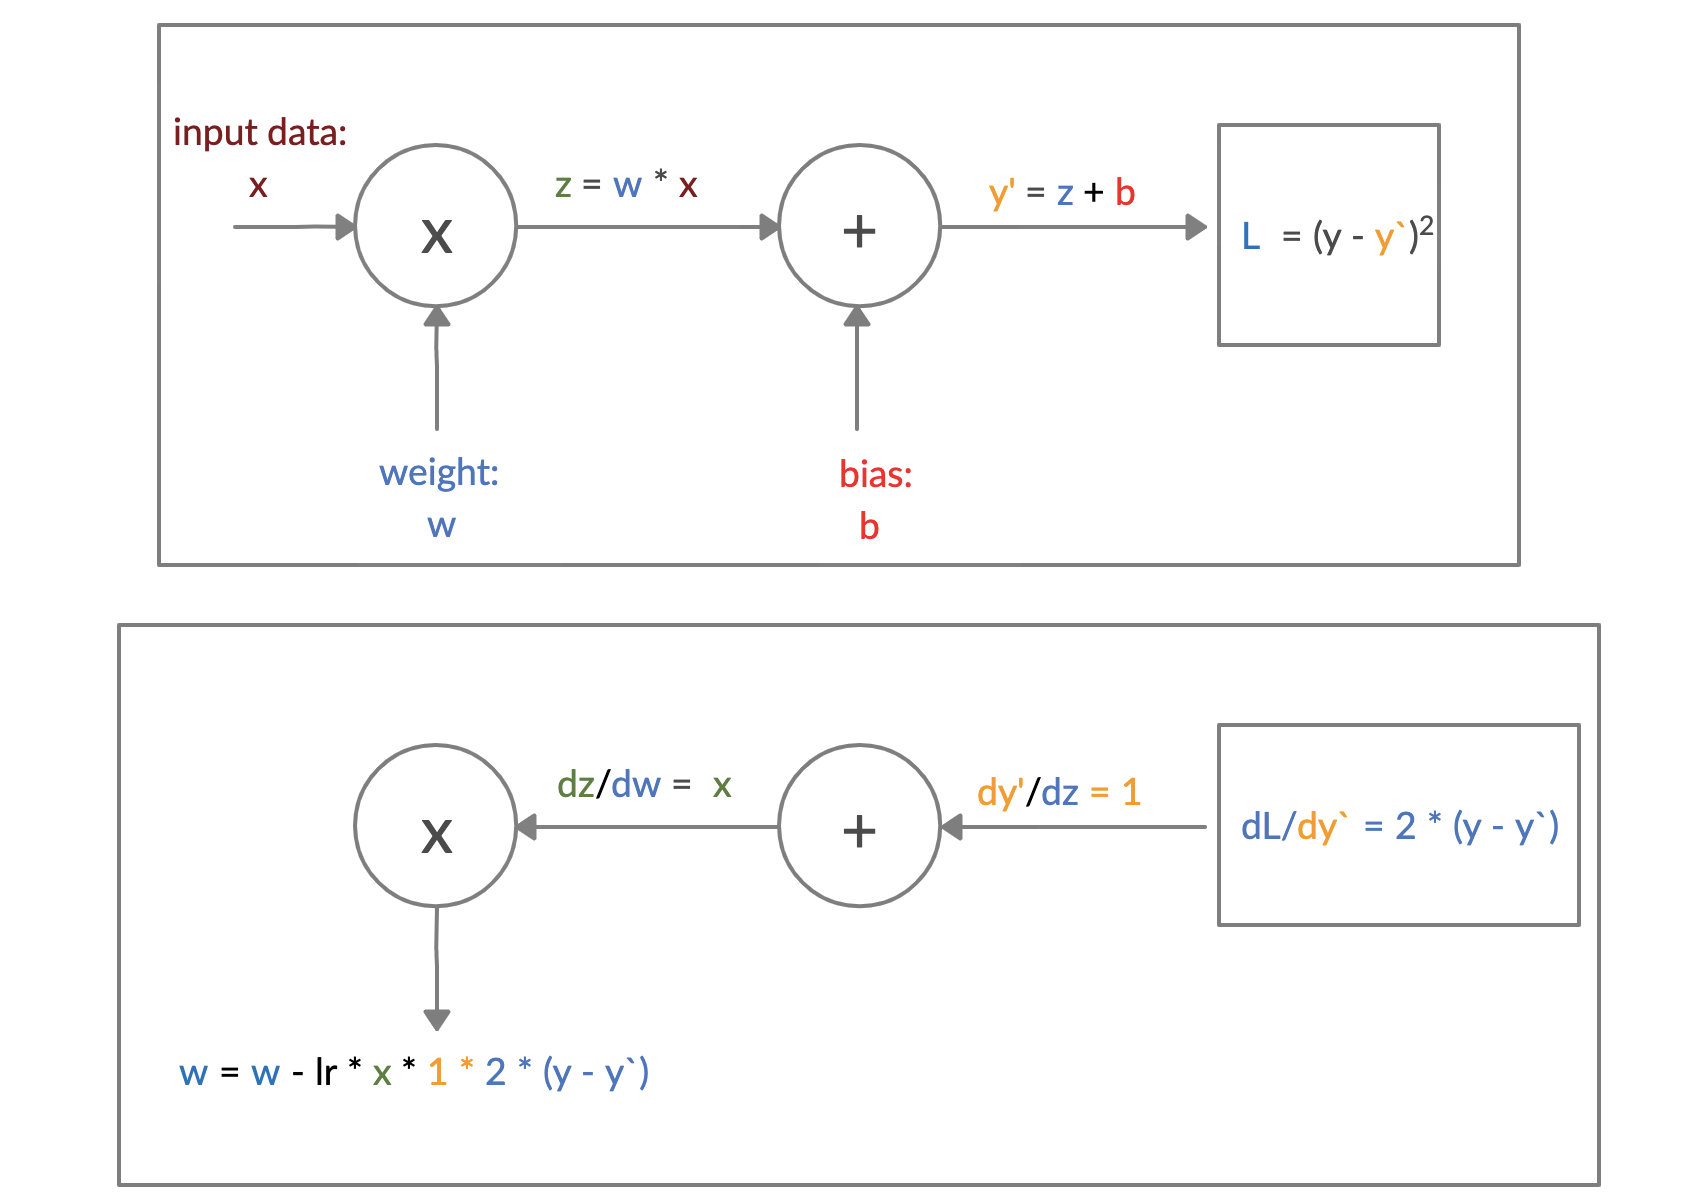 input data:
x
z = w * x
y' = z + b
x
+
L = (y - y`)²
weight:
w
bias:
b
dz/dw = x
dy'/dz = 1
x
+
dL/dy` = 2 * (y - y`)
w = w - lr * x * 1 * 2 * (y - y`)